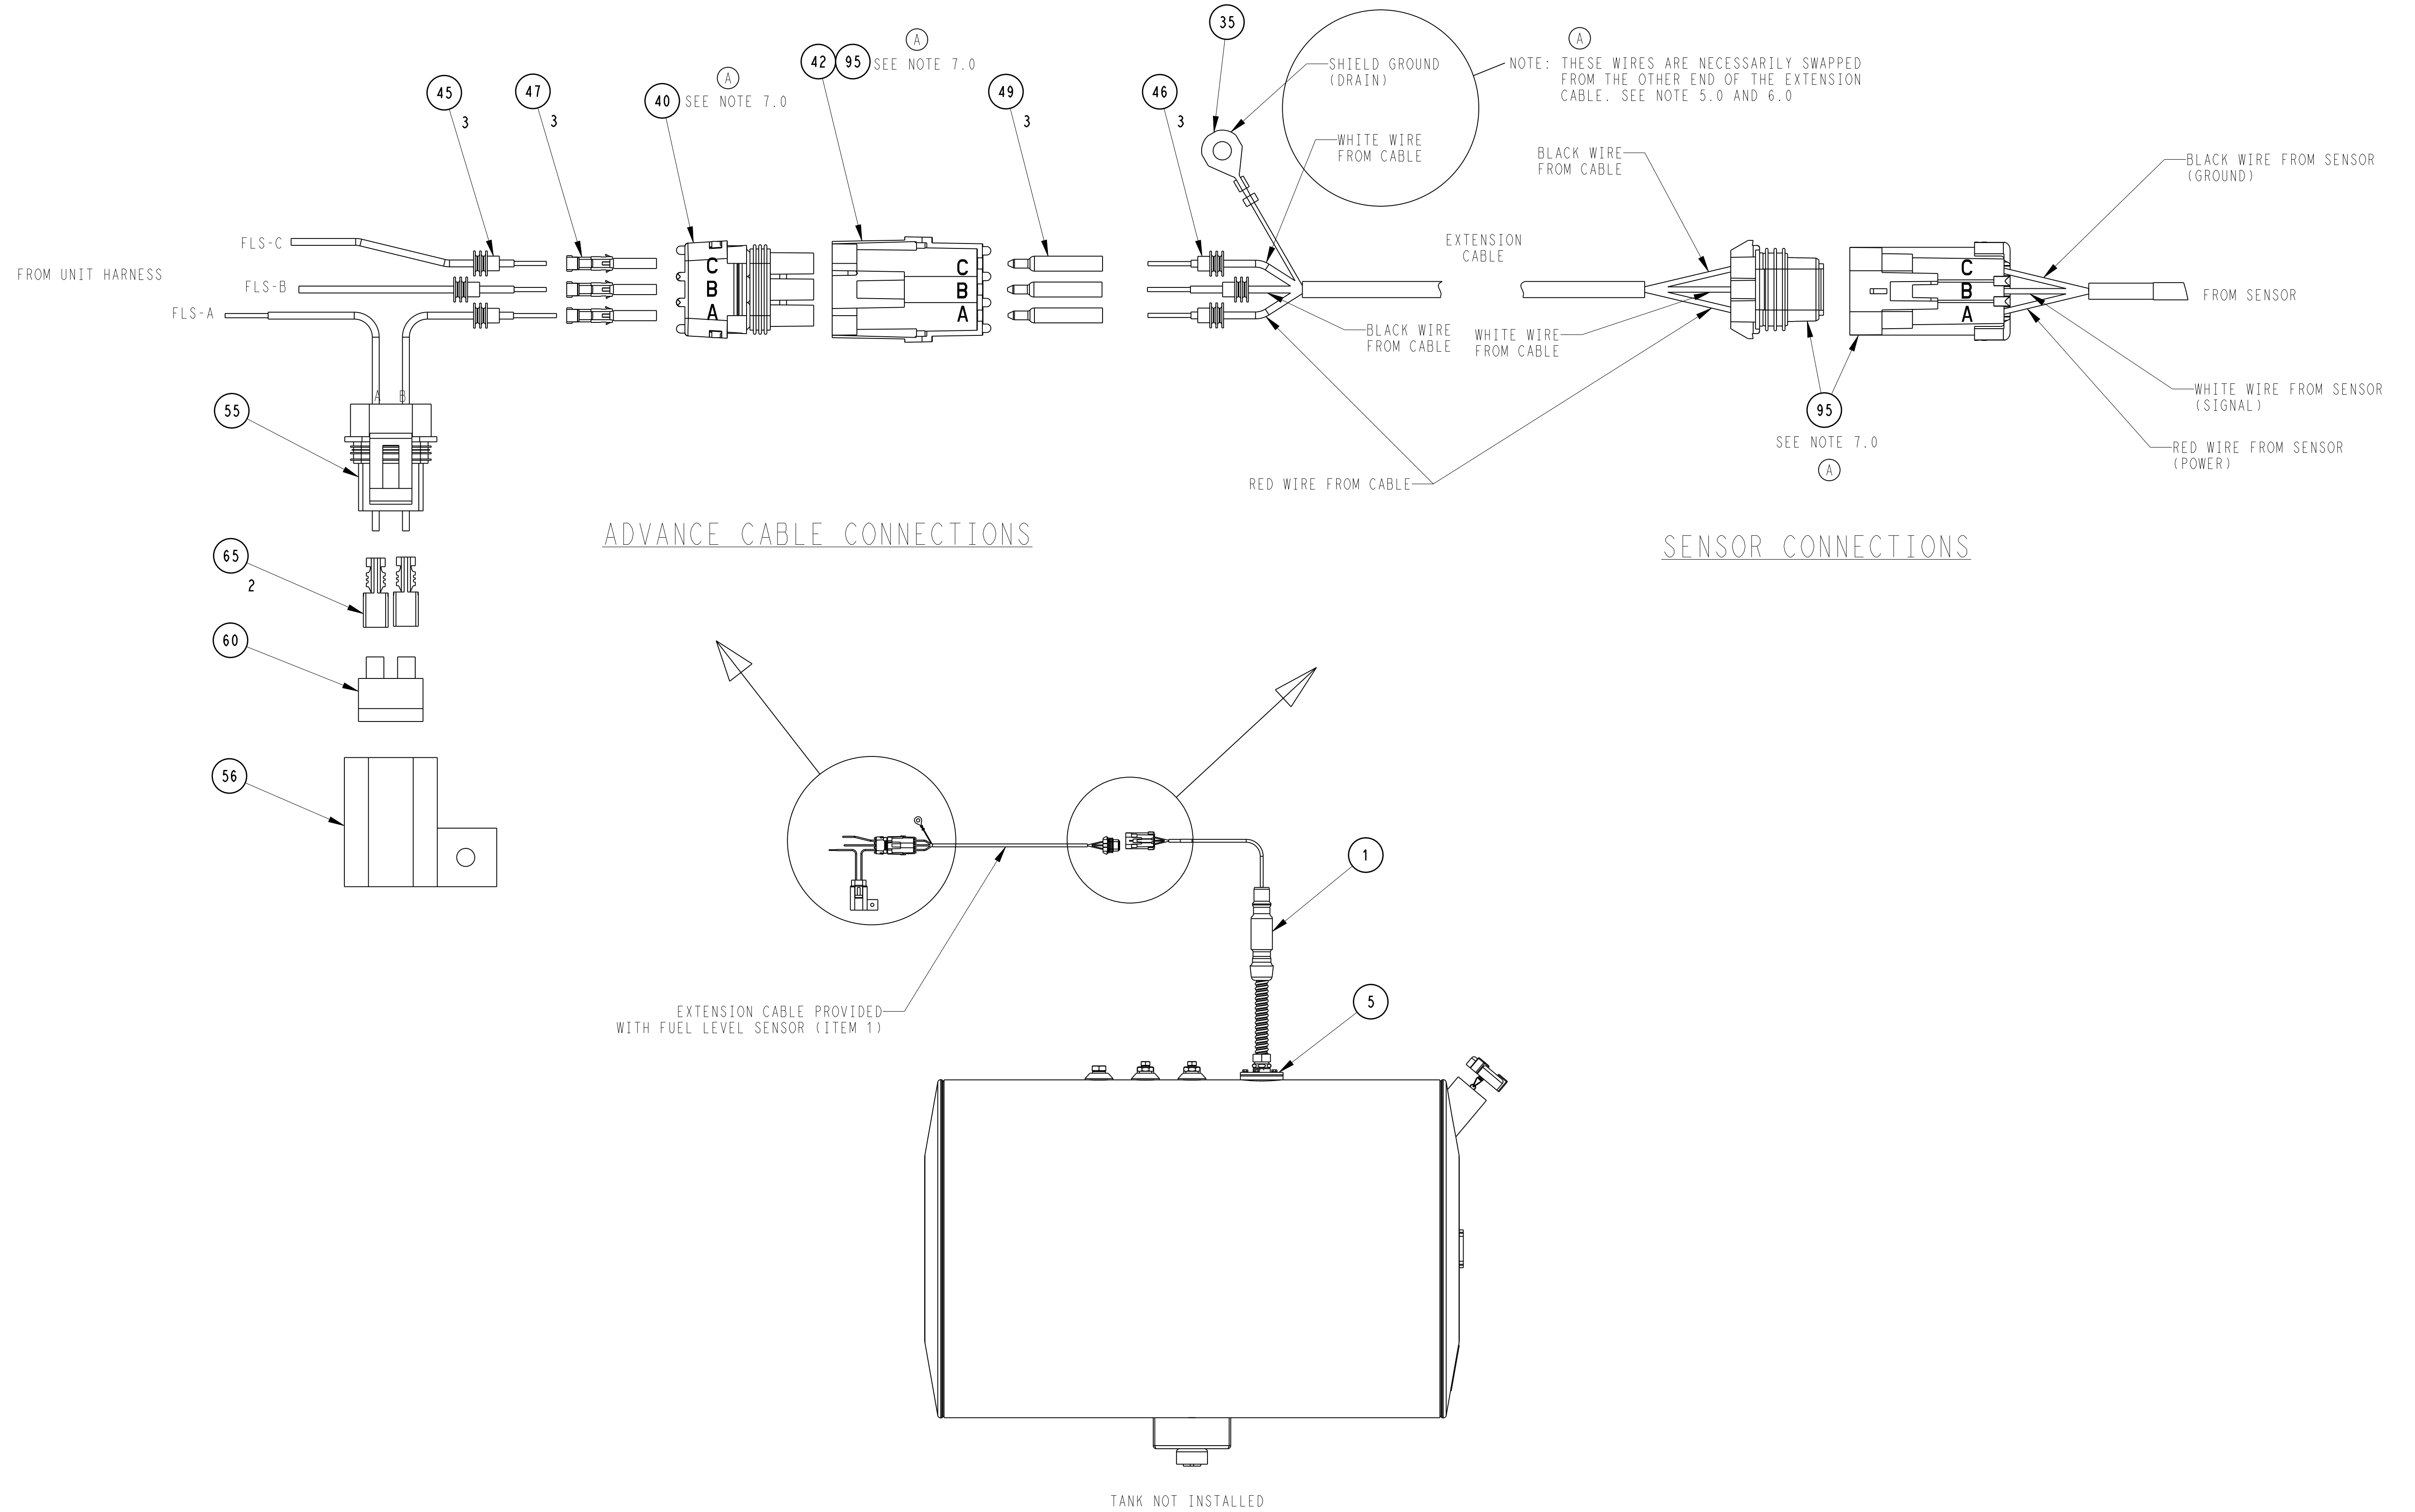 35
A
42
95
SEE NOTE 7.0
A
40
SEE NOTE 7.0
45
3
47
3
49
3
46
3
SHIELD GROUND
(DRAIN)
A
NOTE: THESE WIRES ARE NECESSARILY SWAPPED
FROM THE OTHER END OF THE EXTENSION
CABLE. SEE NOTE 5.0 AND 6.0
WHITE WIRE
FROM CABLE
BLACK WIRE
FROM CABLE
BLACK WIRE FROM SENSOR
(GROUND)
FROM UNIT HARNESS
FLS-C
FLS-B
FLS-A
C
B
A
C
B
A
EXTENSION
CABLE
C
B
A
FROM SENSOR
BLACK WIRE
FROM CABLE
WHITE WIRE
FROM CABLE
WHITE WIRE FROM SENSOR
(SIGNAL)
RED WIRE FROM SENSOR
(POWER)
95
SEE NOTE 7.0
A
RED WIRE FROM CABLE
A B
55
65
2
60
56
ADVANCE CABLE CONNECTIONS
SENSOR CONNECTIONS
1
5
EXTENSION CABLE PROVIDED
WITH FUEL LEVEL SENSOR (ITEM 1)
TANK NOT INSTALLED